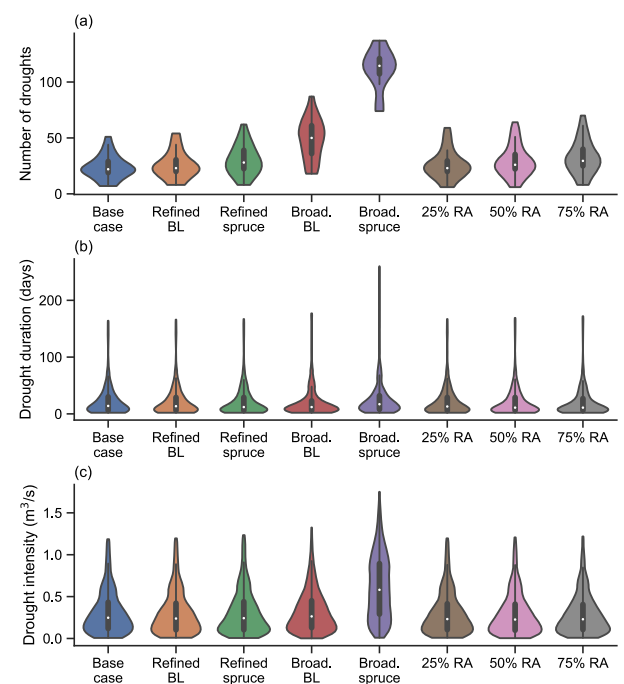 (a)
Number of droughts
100
50
0
Base case
Refined BL
Refined spruce
Broad. BL
Broad. spruce
25% RA
50% RA
75% RA
(b)
Drought duration (days)
200
100
0
Base case
Refined BL
Refined spruce
Broad. BL
Broad. spruce
25% RA
50% RA
75% RA
(c)
Drought intensity (m³/s)
1.5
1.0
0.5
0.0
Base case
Refined BL
Refined spruce
Broad. BL
Broad. spruce
25% RA
50% RA
75% RA